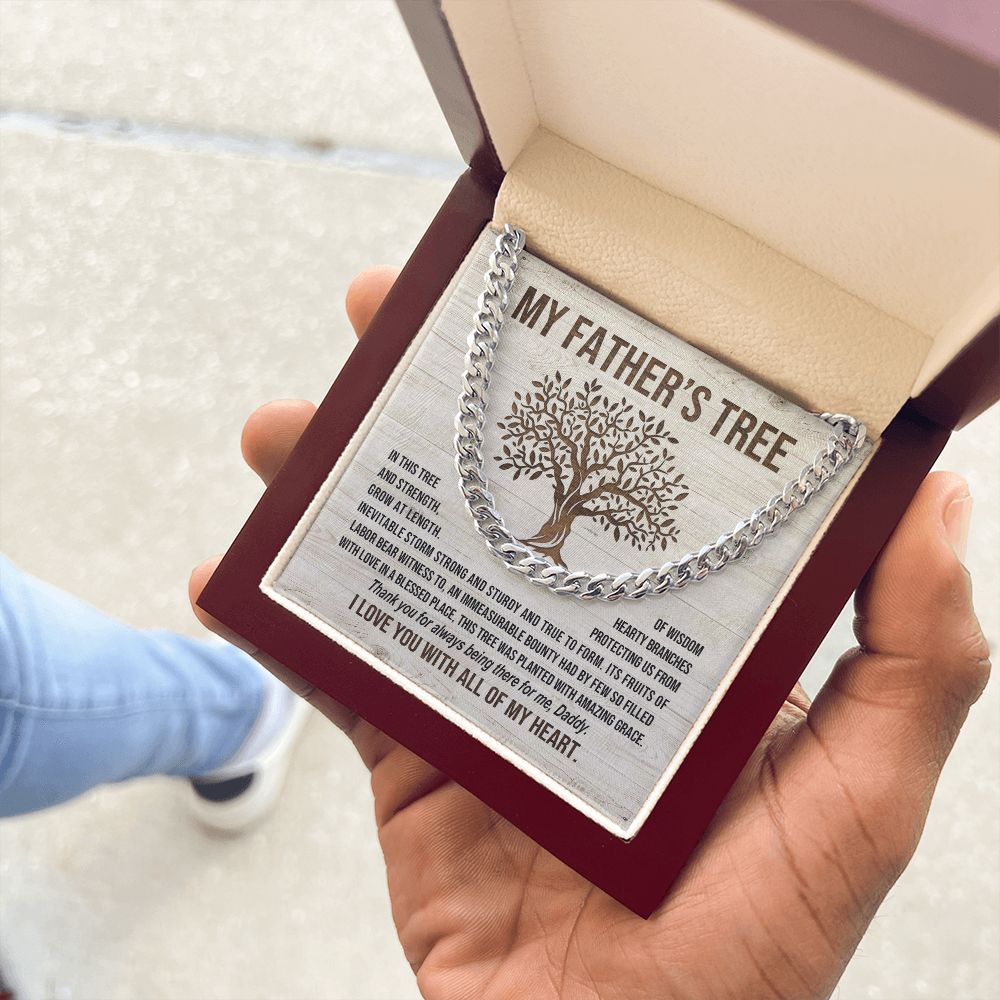 MY FATHER'S TREE
IN THIS TREE OF WISDOM
AND STRENGTH, HEARTY BRANCHES
GROW AT LENGTH. PROTECTING US FROM
INEVITABLE STORM STRONG AND STURDY AND TRUE TO FORM. ITS FRUITS OF
LABOR BEAR WITNESS TO, AN IMMEASURABLE BOUNTY HAD BY FEW SO FILLED
WITH LOVE IN A BLESSED PLACE, THIS TREE WAS PLANTED WITH AMAZING GRACE.
Thank you for always being there for me, Daddy.
I LOVE YOU WITH ALL OF MY HEART.